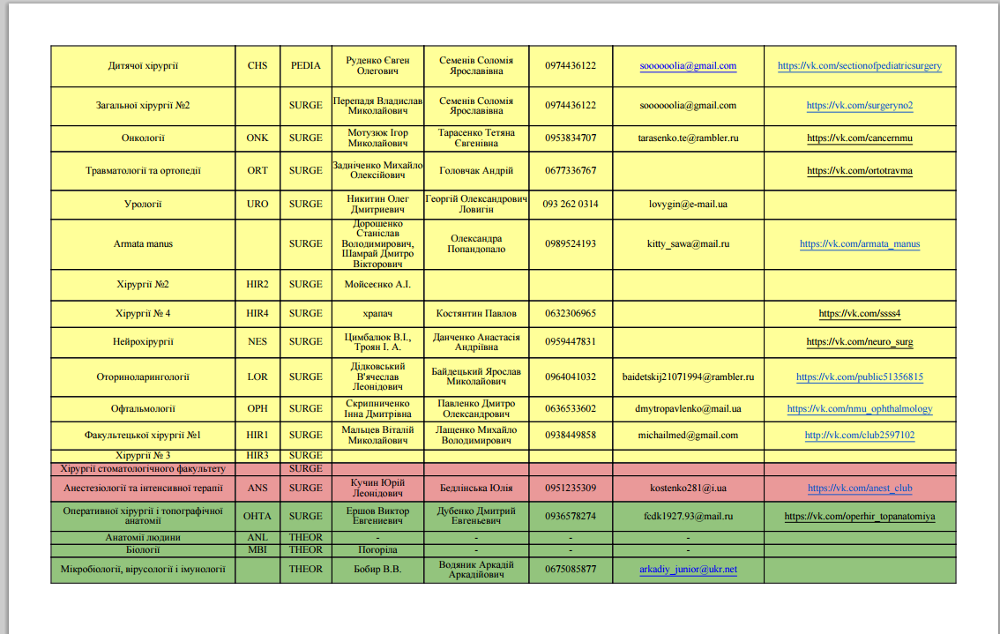 Дитячої хірургії CHS PEDIA Руденко Євген Олегович Семенів Соломія Ярославівна 0974436122 soooooolia@gmail.com https://vk.com/sectionofpediatricsurgery
Загальної хірургії №2 SURGE Перепадя Владислав Миколайович Семенів Соломія Ярославівна 0974436122 soooooolia@gmail.com https://vk.com/surgeryno2
Онкології ONK SURGE Мотузюк Ігор Миколайович Тарасенко Тетяна Євгенівна 0953834707 tarasenko.te@rambler.ru https://vk.com/cancernmu
Травматології та ортопедії ORT SURGE Задніченко Михайло Олексійович Головчак Андрій 0677336767 https://vk.com/ortotravma
Урології URO SURGE Никитин Олег Дмитриевич Георгій Олександрович Ловигін 093 262 0314 lovygin@e-mail.ua
Armata manus SURGE Дорошенко Станіслав Володимирович, Шамрай Дмитро Вікторович Олександра Попандопало 0989524193 kitty_sawa@mail.ru https://vk.com/armata_manus
Хірургії №2 HIR2 SURGE Мойсеєнко А.І.
Хірургії № 4 HIR4 SURGE храпач Костянтин Павлов 0632306965 https://vk.com/ssss4
Нейрохірургії NES SURGE Цимбалюк В.І., Троян І. А. Данченко Анастасія Андріївна 0959447831 https://vk.com/neuro_surg
Оториноларингології LOR SURGE Дідковський В'ячеслав Леонідович Байдецький Ярослав Миколайович 0964041032 baidetskij21071994@rambler.ru https://vk.com/public51356815
Офтальмології OPH SURGE Скрипниченко Інна Дмитрівна Павленко Дмитро Олександрович 0636533602 dmytropavlenko@mail.ua https://vk.com/nmu_ophthalmology
Факультецької хірургії №1 HIR1 SURGE Мальцев Віталій Миколайович Лащенко Михайло Володимирович 0938449858 michailmed@gmail.com http://vk.com/club2597102
Хірургії № 3 HIR3 SURGE
Хірургії стоматологічного факультету SURGE
Анестезіології та інтенсивної терапії ANS SURGE Кучин Юрій Леонідович Бедлінська Юлія 0951235309 kostenko281@i.ua https://vk.com/anest_club
Оперативної хірургії і топографічної анатомії OHTA SURGE Ершов Виктор Евгениевич Дубенко Дмитрий Евгеньевич 0936578274 fcdk1927.93@mail.ru https://vk.com/operhir_topanatomiya
Анатомії людини ANL THEOR - - - -
Біології MBI THEOR Погоріла - - -
Мікробіології, вірусології і імунології THEOR Бобир В.В. Водяник Аркадій Аркадійович 0675085877 arkadiy_junior@ukr.net